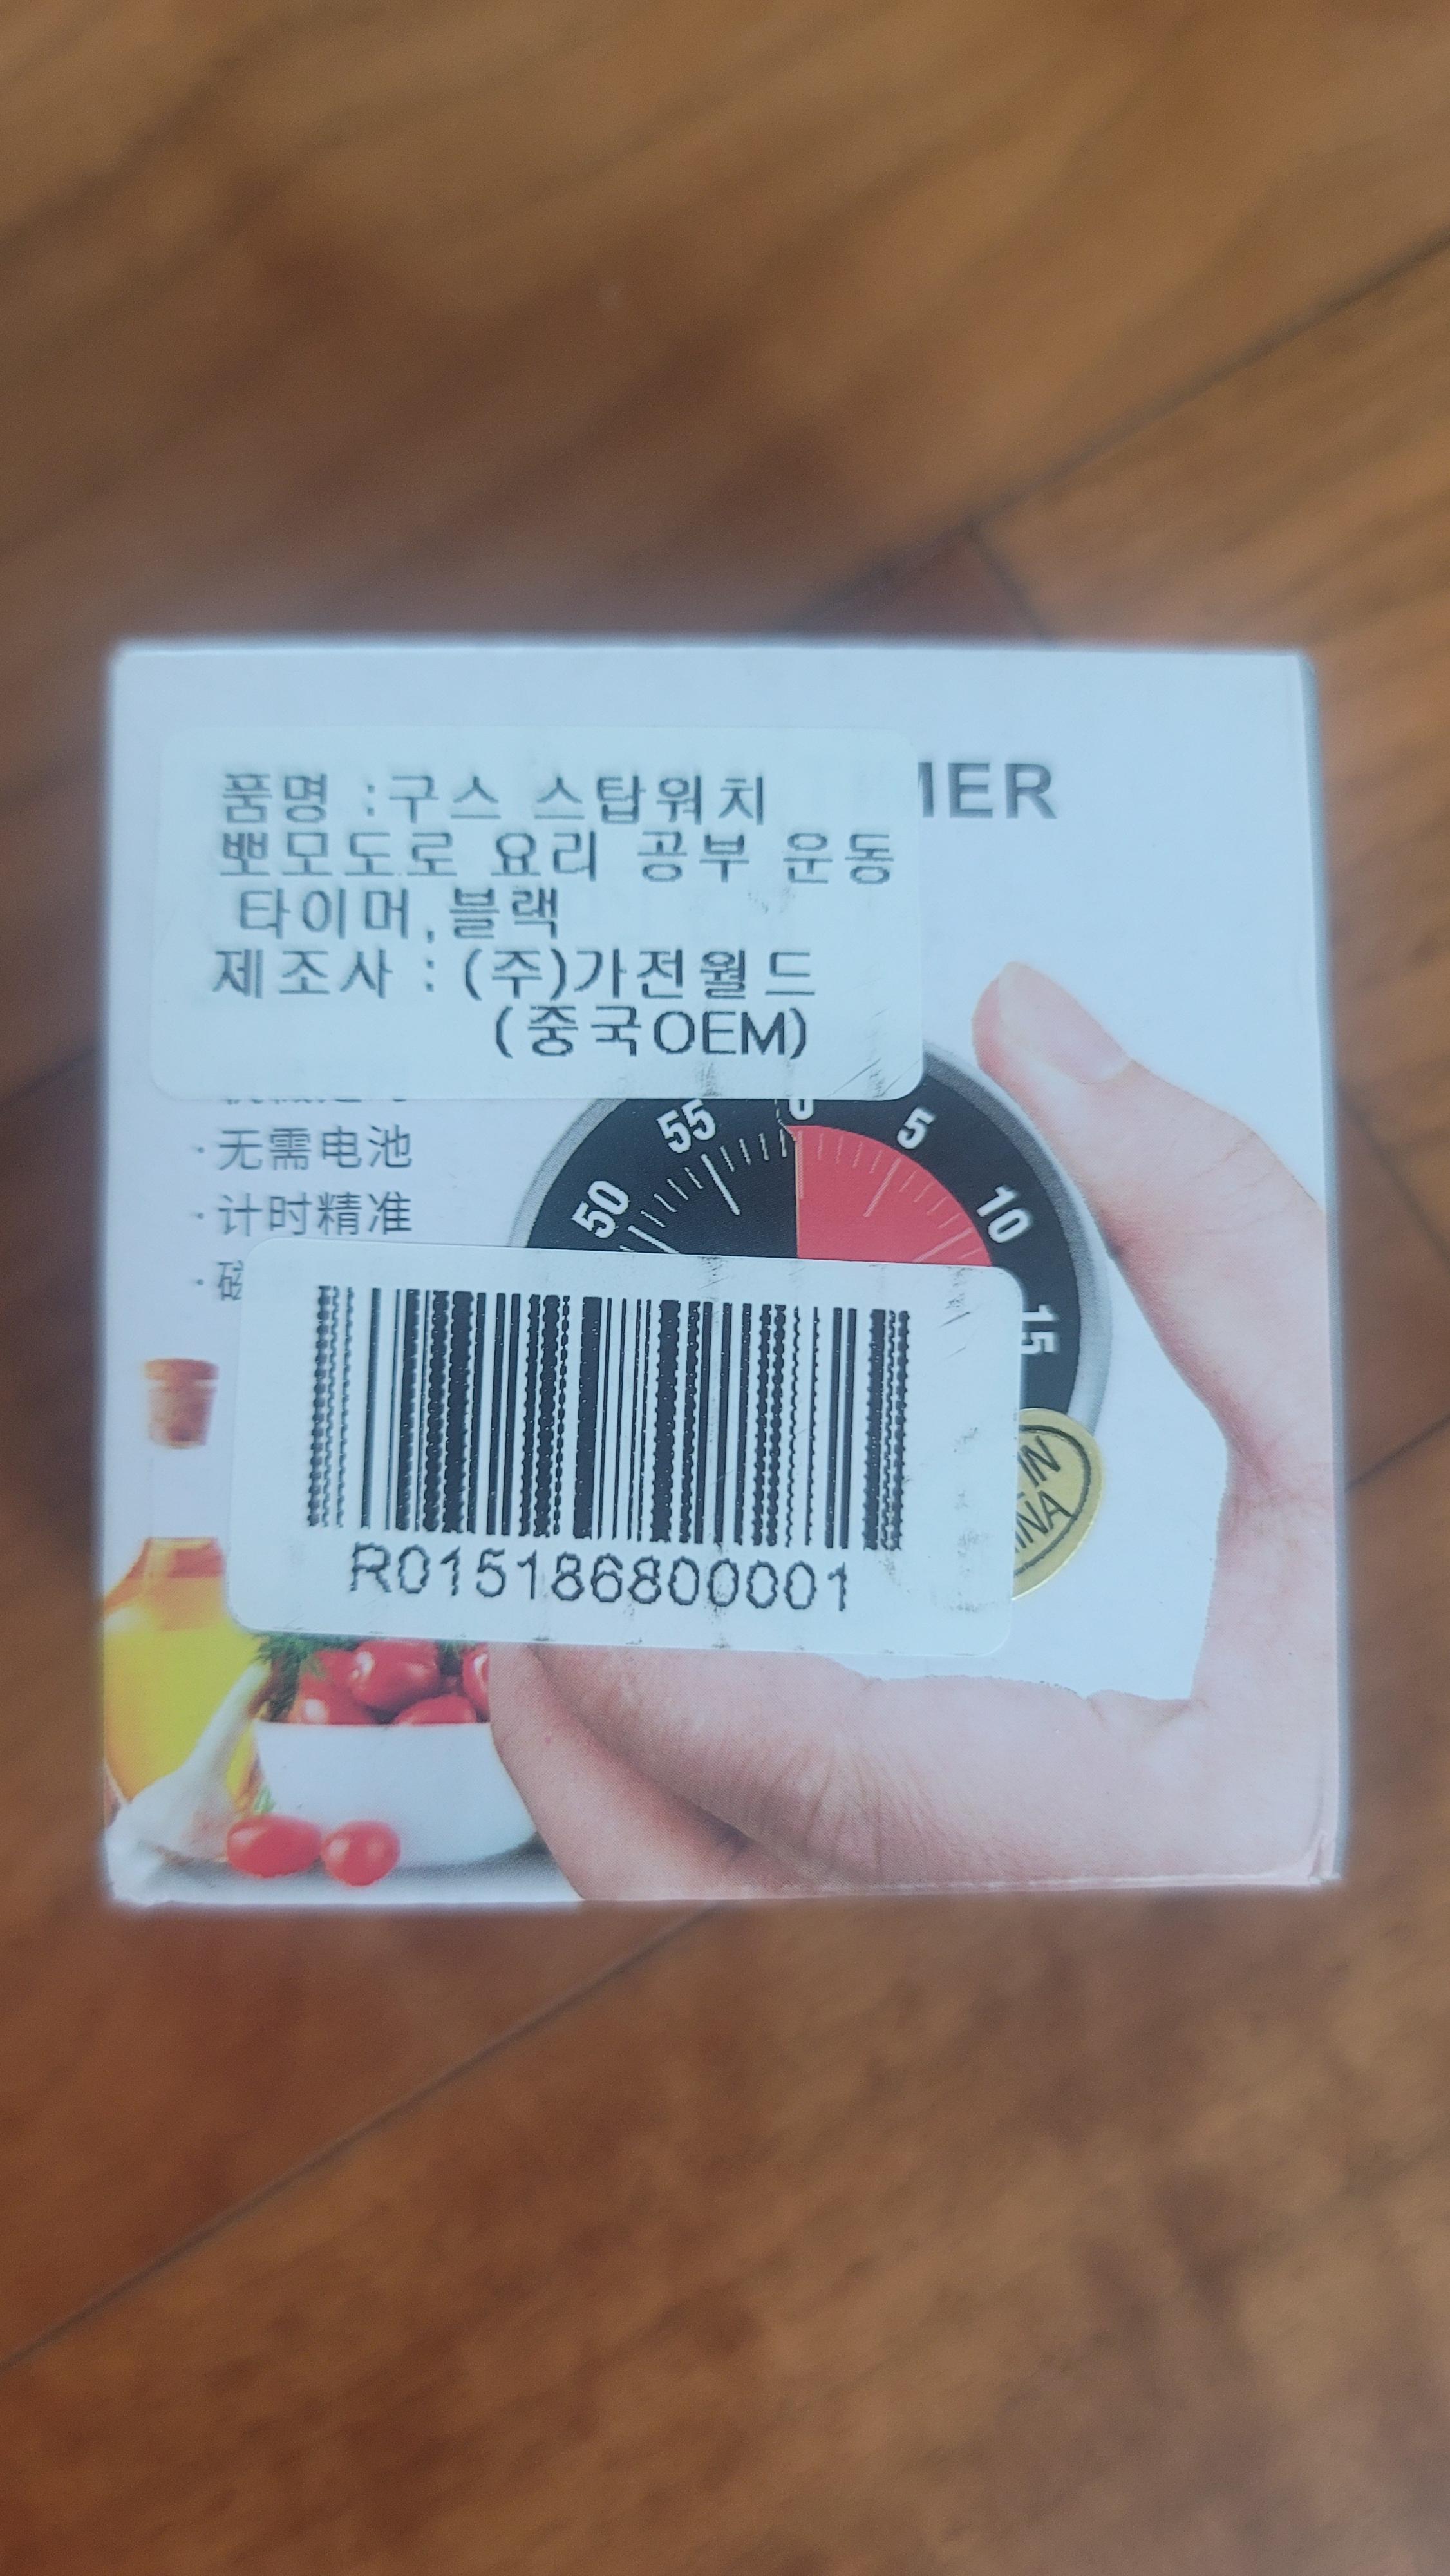 품명 :구스 스탑워치
뽀모도로 요리 공부 운동
타이머,블랙
제조사 : (주)가전월드
(중국OEM)
·无需电池
·计时精准
50
55
0
5
10
15
IN
R015186800001